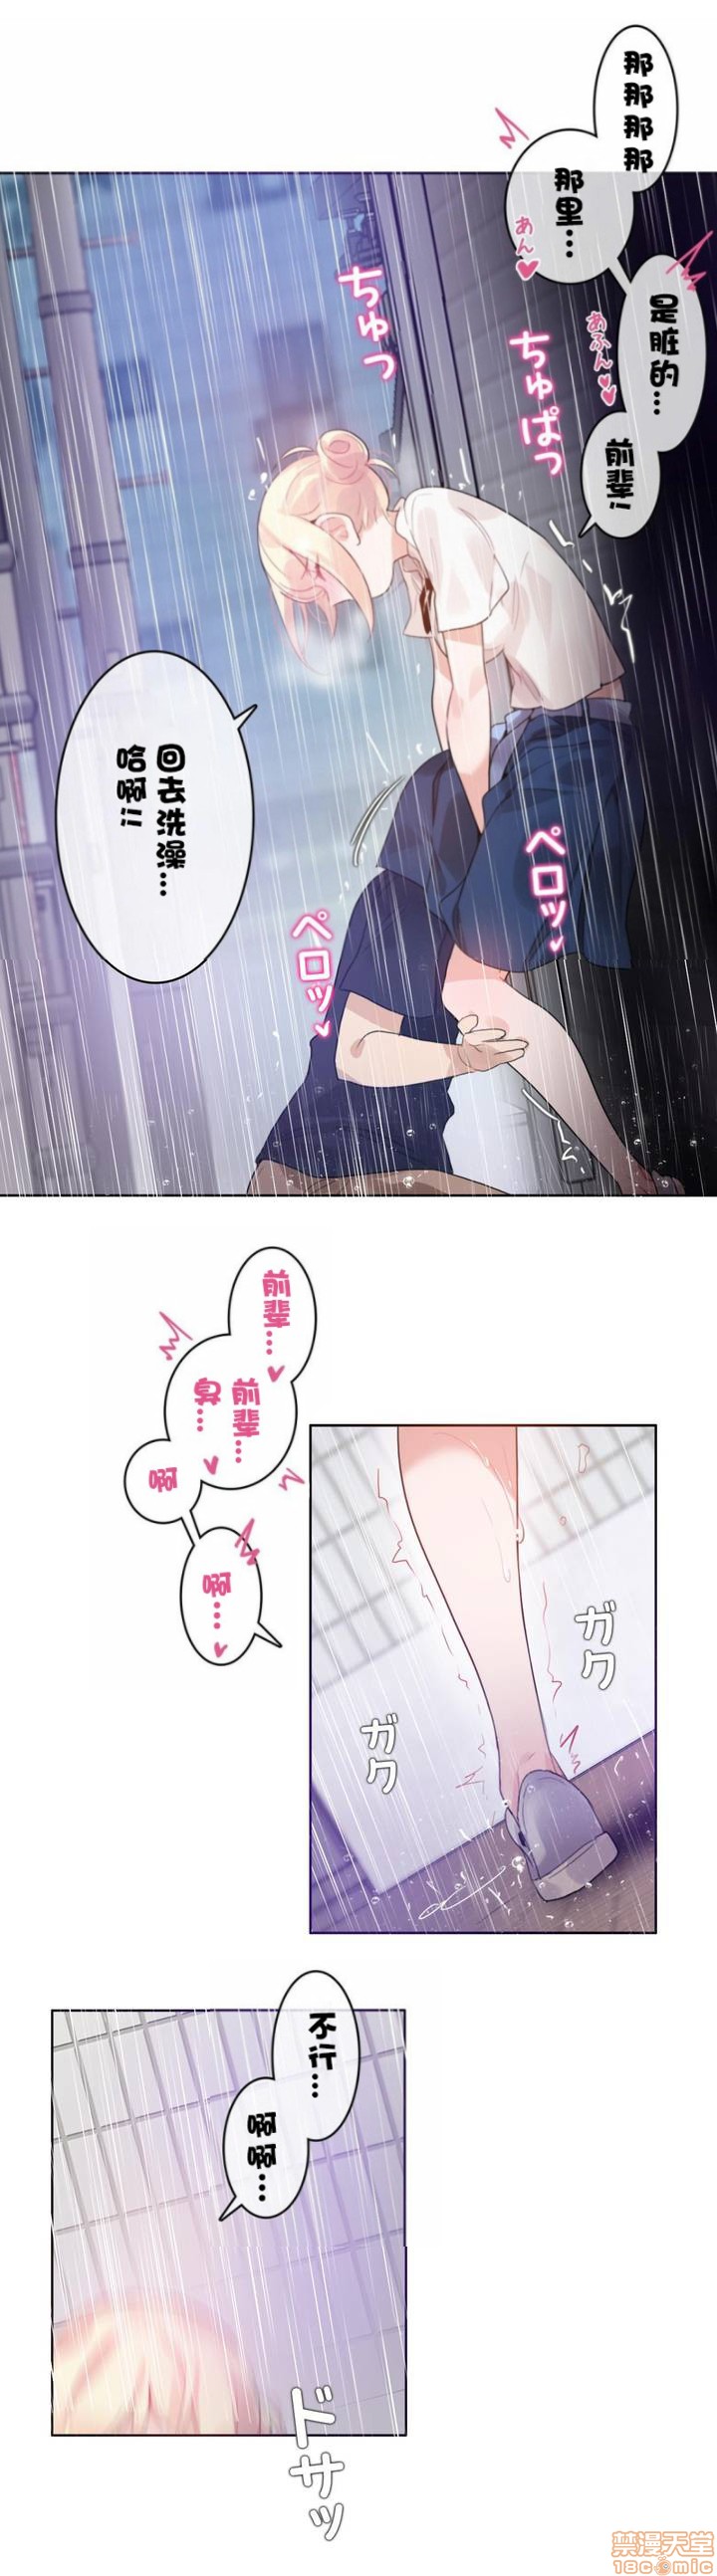 那那那那
那里…
あん♥
是脏的…
あふん♥♥
前辈!!
ちゅっ
ちゅぱっ
回去洗澡…
哈啊!!
ペロッ♥
ペロッ♥
前辈…♥
前辈…
臭…♥
啊
啊…♥
ガク
ガク
不行…
啊啊…
ドサッ
禁漫天堂
18comic